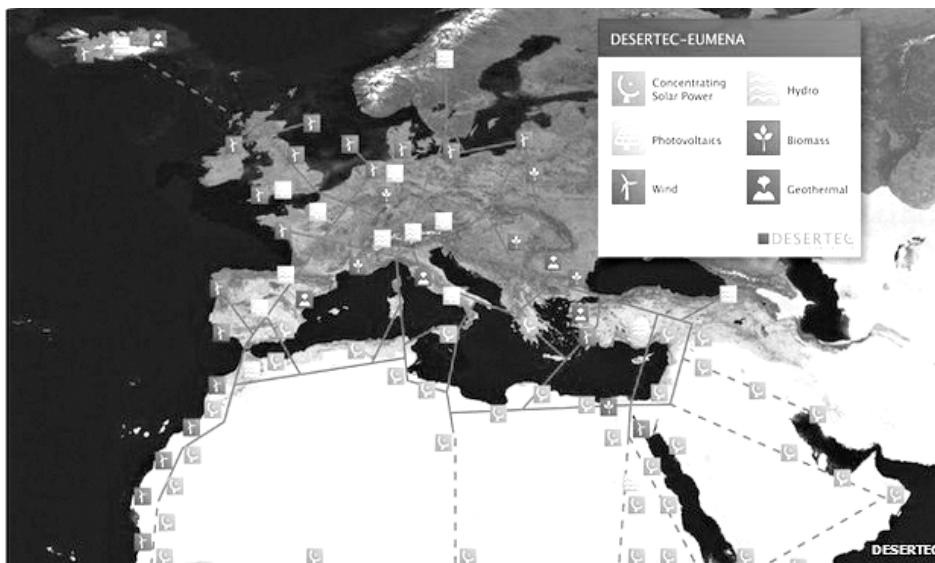 DESERTEC-EUMENA
Concentrating
Solar Power
Hydro
Photovoltaics
Biomass
Wind
Geothermal
DESERTEC
DESERTEC